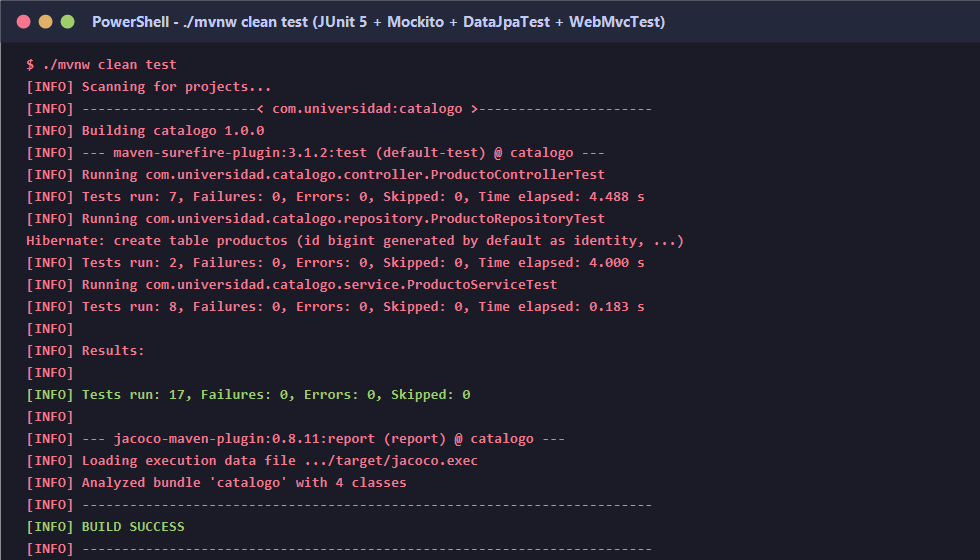 PowerShell - ./mvnw clean test (JUnit 5 + Mockito + DataJpaTest + WebMvcTest)
$ ./mvnw clean test
[INFO] Scanning for projects...
[INFO] ----------------------< com.universidad:catalogo >----------------------
[INFO] Building catalogo 1.0.0
[INFO] --- maven-surefire-plugin:3.1.2:test (default-test) @ catalogo ---
[INFO] Running com.universidad.catalogo.controller.ProductoControllerTest
[INFO] Tests run: 7, Failures: 0, Errors: 0, Skipped: 0, Time elapsed: 4.488 s
[INFO] Running com.universidad.catalogo.repository.ProductoRepositoryTest
Hibernate: create table productos (id bigint generated by default as identity, ...)
[INFO] Tests run: 2, Failures: 0, Errors: 0, Skipped: 0, Time elapsed: 4.000 s
[INFO] Running com.universidad.catalogo.service.ProductoServiceTest
[INFO] Tests run: 8, Failures: 0, Errors: 0, Skipped: 0, Time elapsed: 0.183 s
[INFO]
[INFO] Results:
[INFO]
[INFO] Tests run: 17, Failures: 0, Errors: 0, Skipped: 0
[INFO]
[INFO] --- jacoco-maven-plugin:0.8.11:report (report) @ catalogo ---
[INFO] Loading execution data file .../target/jacoco.exec
[INFO] Analyzed bundle 'catalogo' with 4 classes
[INFO] ------------------------------------------------------------------------
[INFO] BUILD SUCCESS
[INFO] ------------------------------------------------------------------------